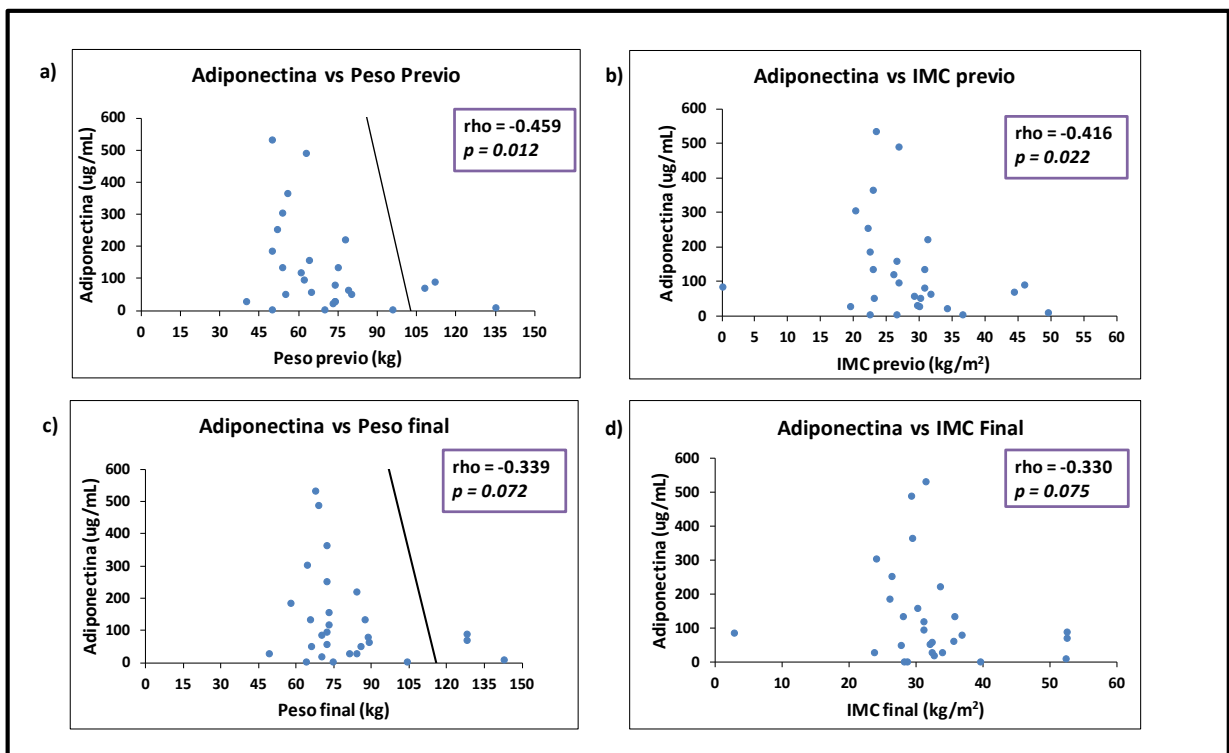 a)
Adiponectina vs Peso Previo
rho = -0.459
p = 0.012
Adiponectina (ug/mL)
600
500
400
300
200
100
0
0 15 30 45 60 75 90 105 120 135 150
Peso previo (kg)
b)
Adiponectina vs IMC previo
rho = -0.416
p = 0.022
Adiponectina (ug/mL)
600
500
400
300
200
100
0
0 5 10 15 20 25 30 35 40 45 50 55 60
IMC previo (kg/m²)
c)
Adiponectina vs Peso final
rho = -0.339
p = 0.072
Adiponectina (ug/mL)
600
500
400
300
200
100
0
0 15 30 45 60 75 90 105 120 135 150
Peso final (kg)
d)
Adiponectina vs IMC Final
rho = -0.330
p = 0.075
Adiponectina (ug/mL)
600
500
400
300
200
100
0
0 10 20 30 40 50 60
IMC final (kg/m²)